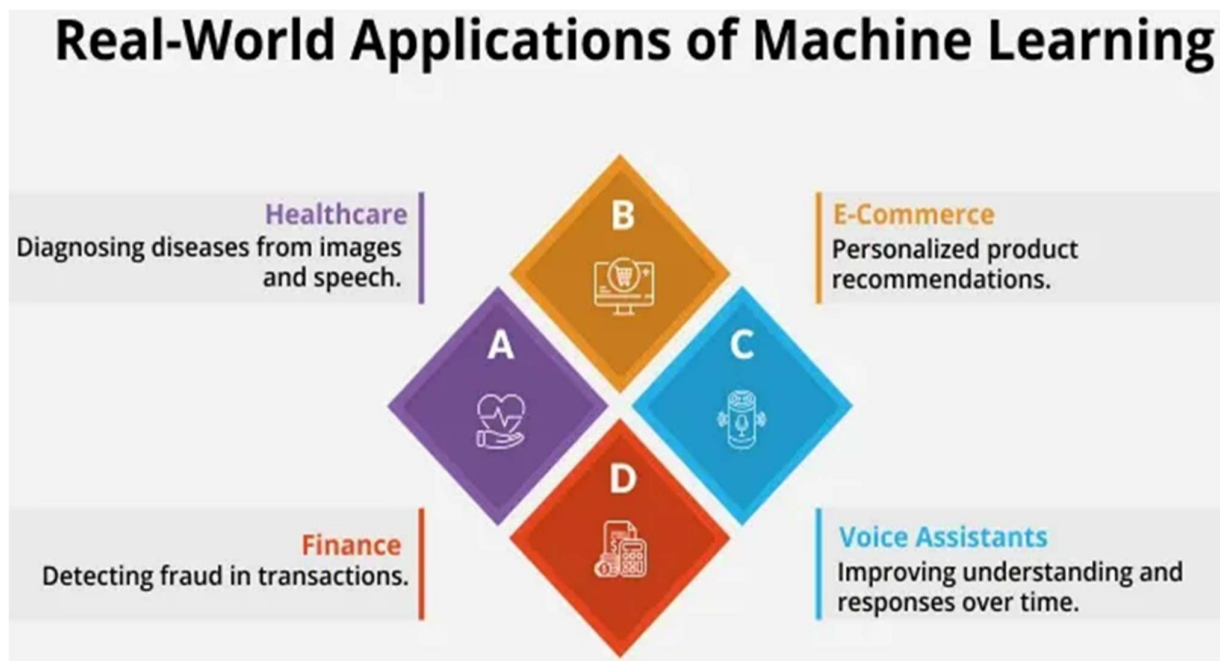 Real-World Applications of Machine Learning
Healthcare
Diagnosing diseases from images
and speech.
B
E-Commerce
Personalized product
recommendations.
A
C
D
Finance
Detecting fraud in transactions.
Voice Assistants
Improving understanding and
responses over time.